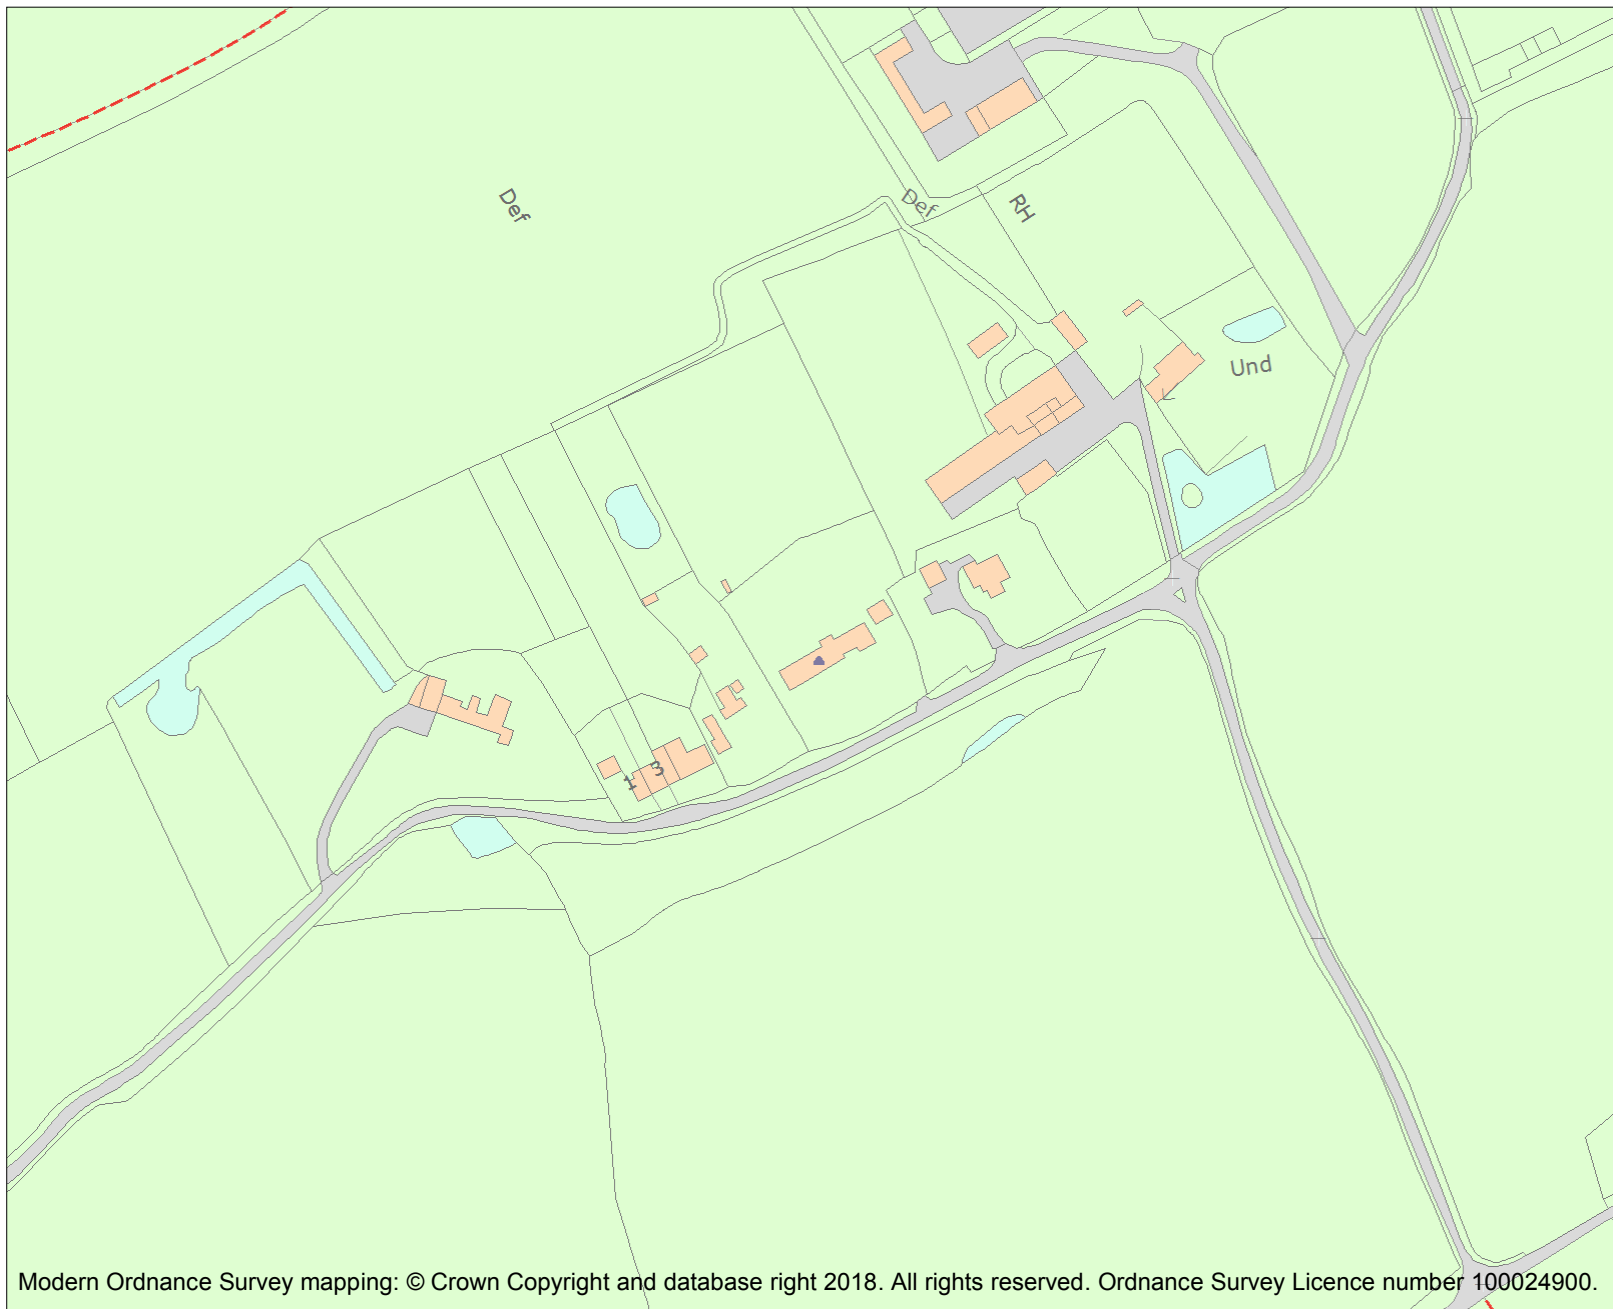 Def
Def
RH
Und
3
1
Modern Ordnance Survey mapping: © Crown Copyright and database right 2018. All rights reserved. Ordnance Survey Licence number 100024900.